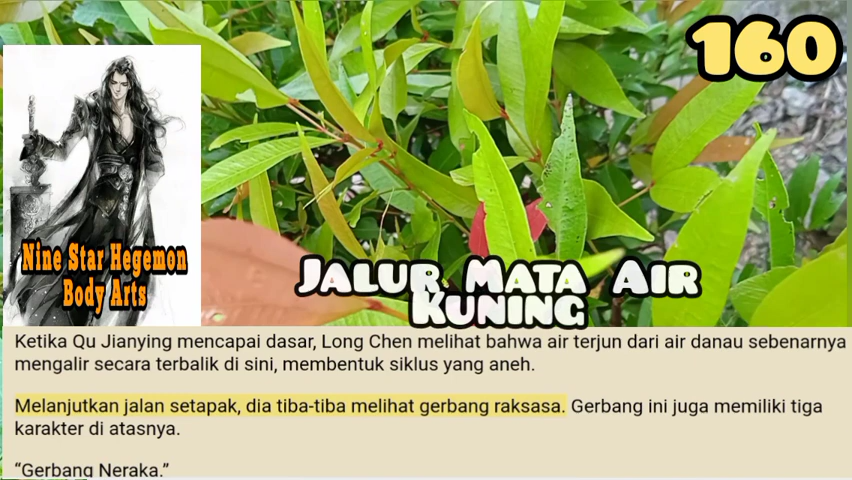 160
Nine Star Hegemon
Body Arts
Jalur Mata Air
Kuning
Ketika Qu Jianying mencapai dasar, Long Chen melihat bahwa air terjun dari air danau sebenarnya
mengalir secara terbalik di sini, membentuk siklus yang aneh.
Melanjutkan jalan setapak, dia tiba-tiba melihat gerbang raksasa. Gerbang ini juga memiliki tiga
karakter di atasnya.
“Gerbang Neraka.”